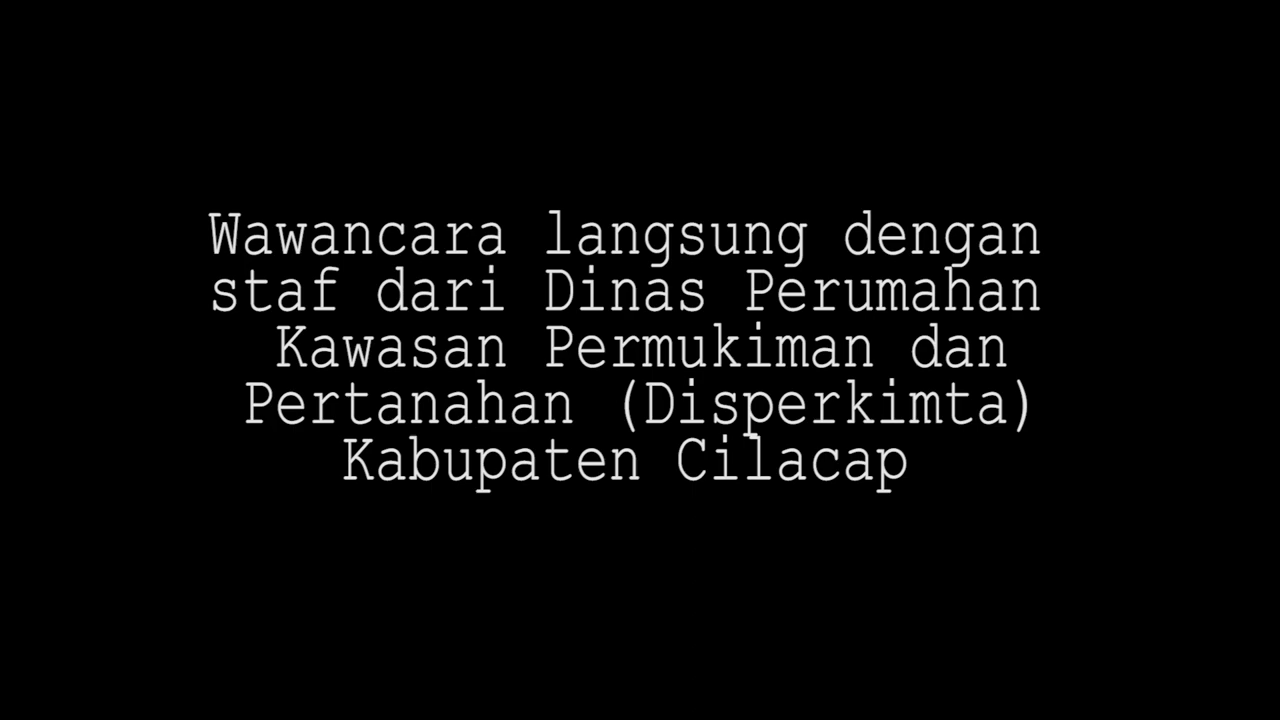 Wawancara langsung dengan
staf dari Dinas Perumahan
Kawasan Permukiman dan
Pertanahan (Disperkimta)
Kabupaten Cilacap